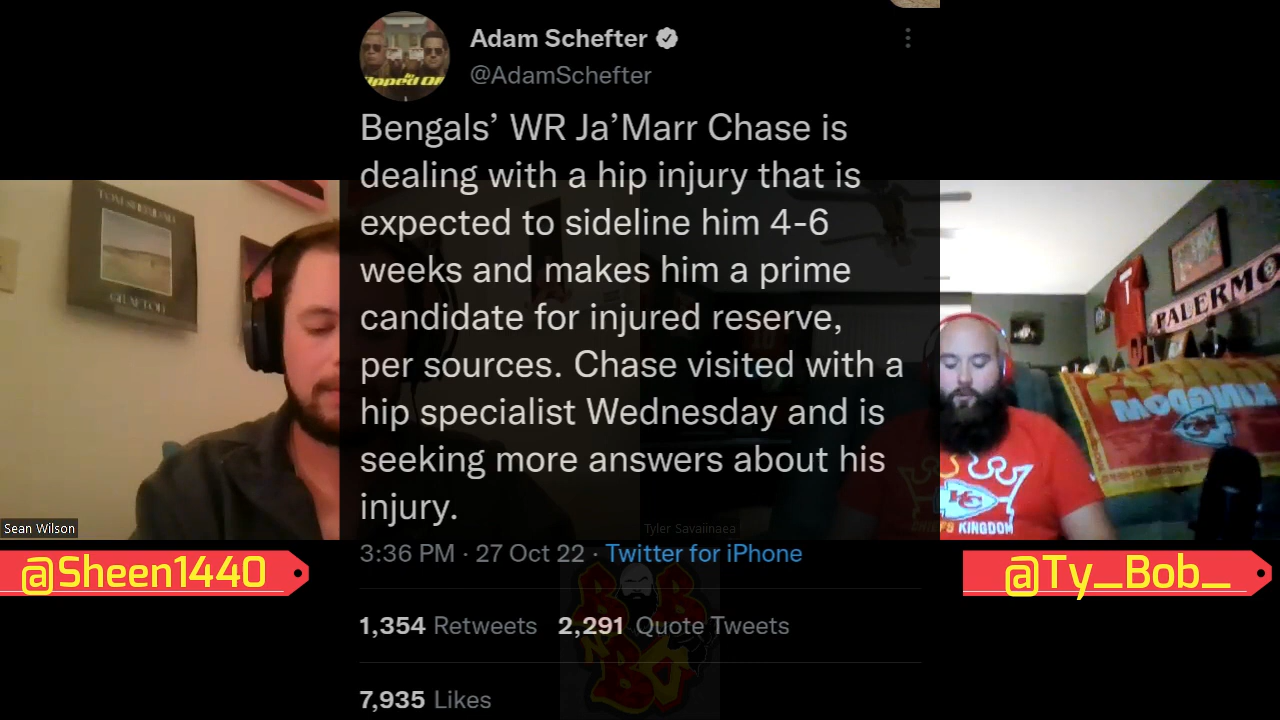 Adam Schefter
@AdamSchefter
Bengals’ WR Ja’Marr Chase is
dealing with a hip injury that is
expected to sideline him 4-6
weeks and makes him a prime
candidate for injured reserve,
per sources. Chase visited with a
hip specialist Wednesday and is
seeking more answers about his
injury.
3:36 PM · 27 Oct 22 · Twitter for iPhone
1,354 Retweets 2,291 Quote Tweets
7,935 Likes
GRAFTON
Sean Wilson
@Sheen1440
Tyler Savaiinaea
PALERMO
KINGDOM
KC
CHIEFS KINGDOM
@Ty_Bob_